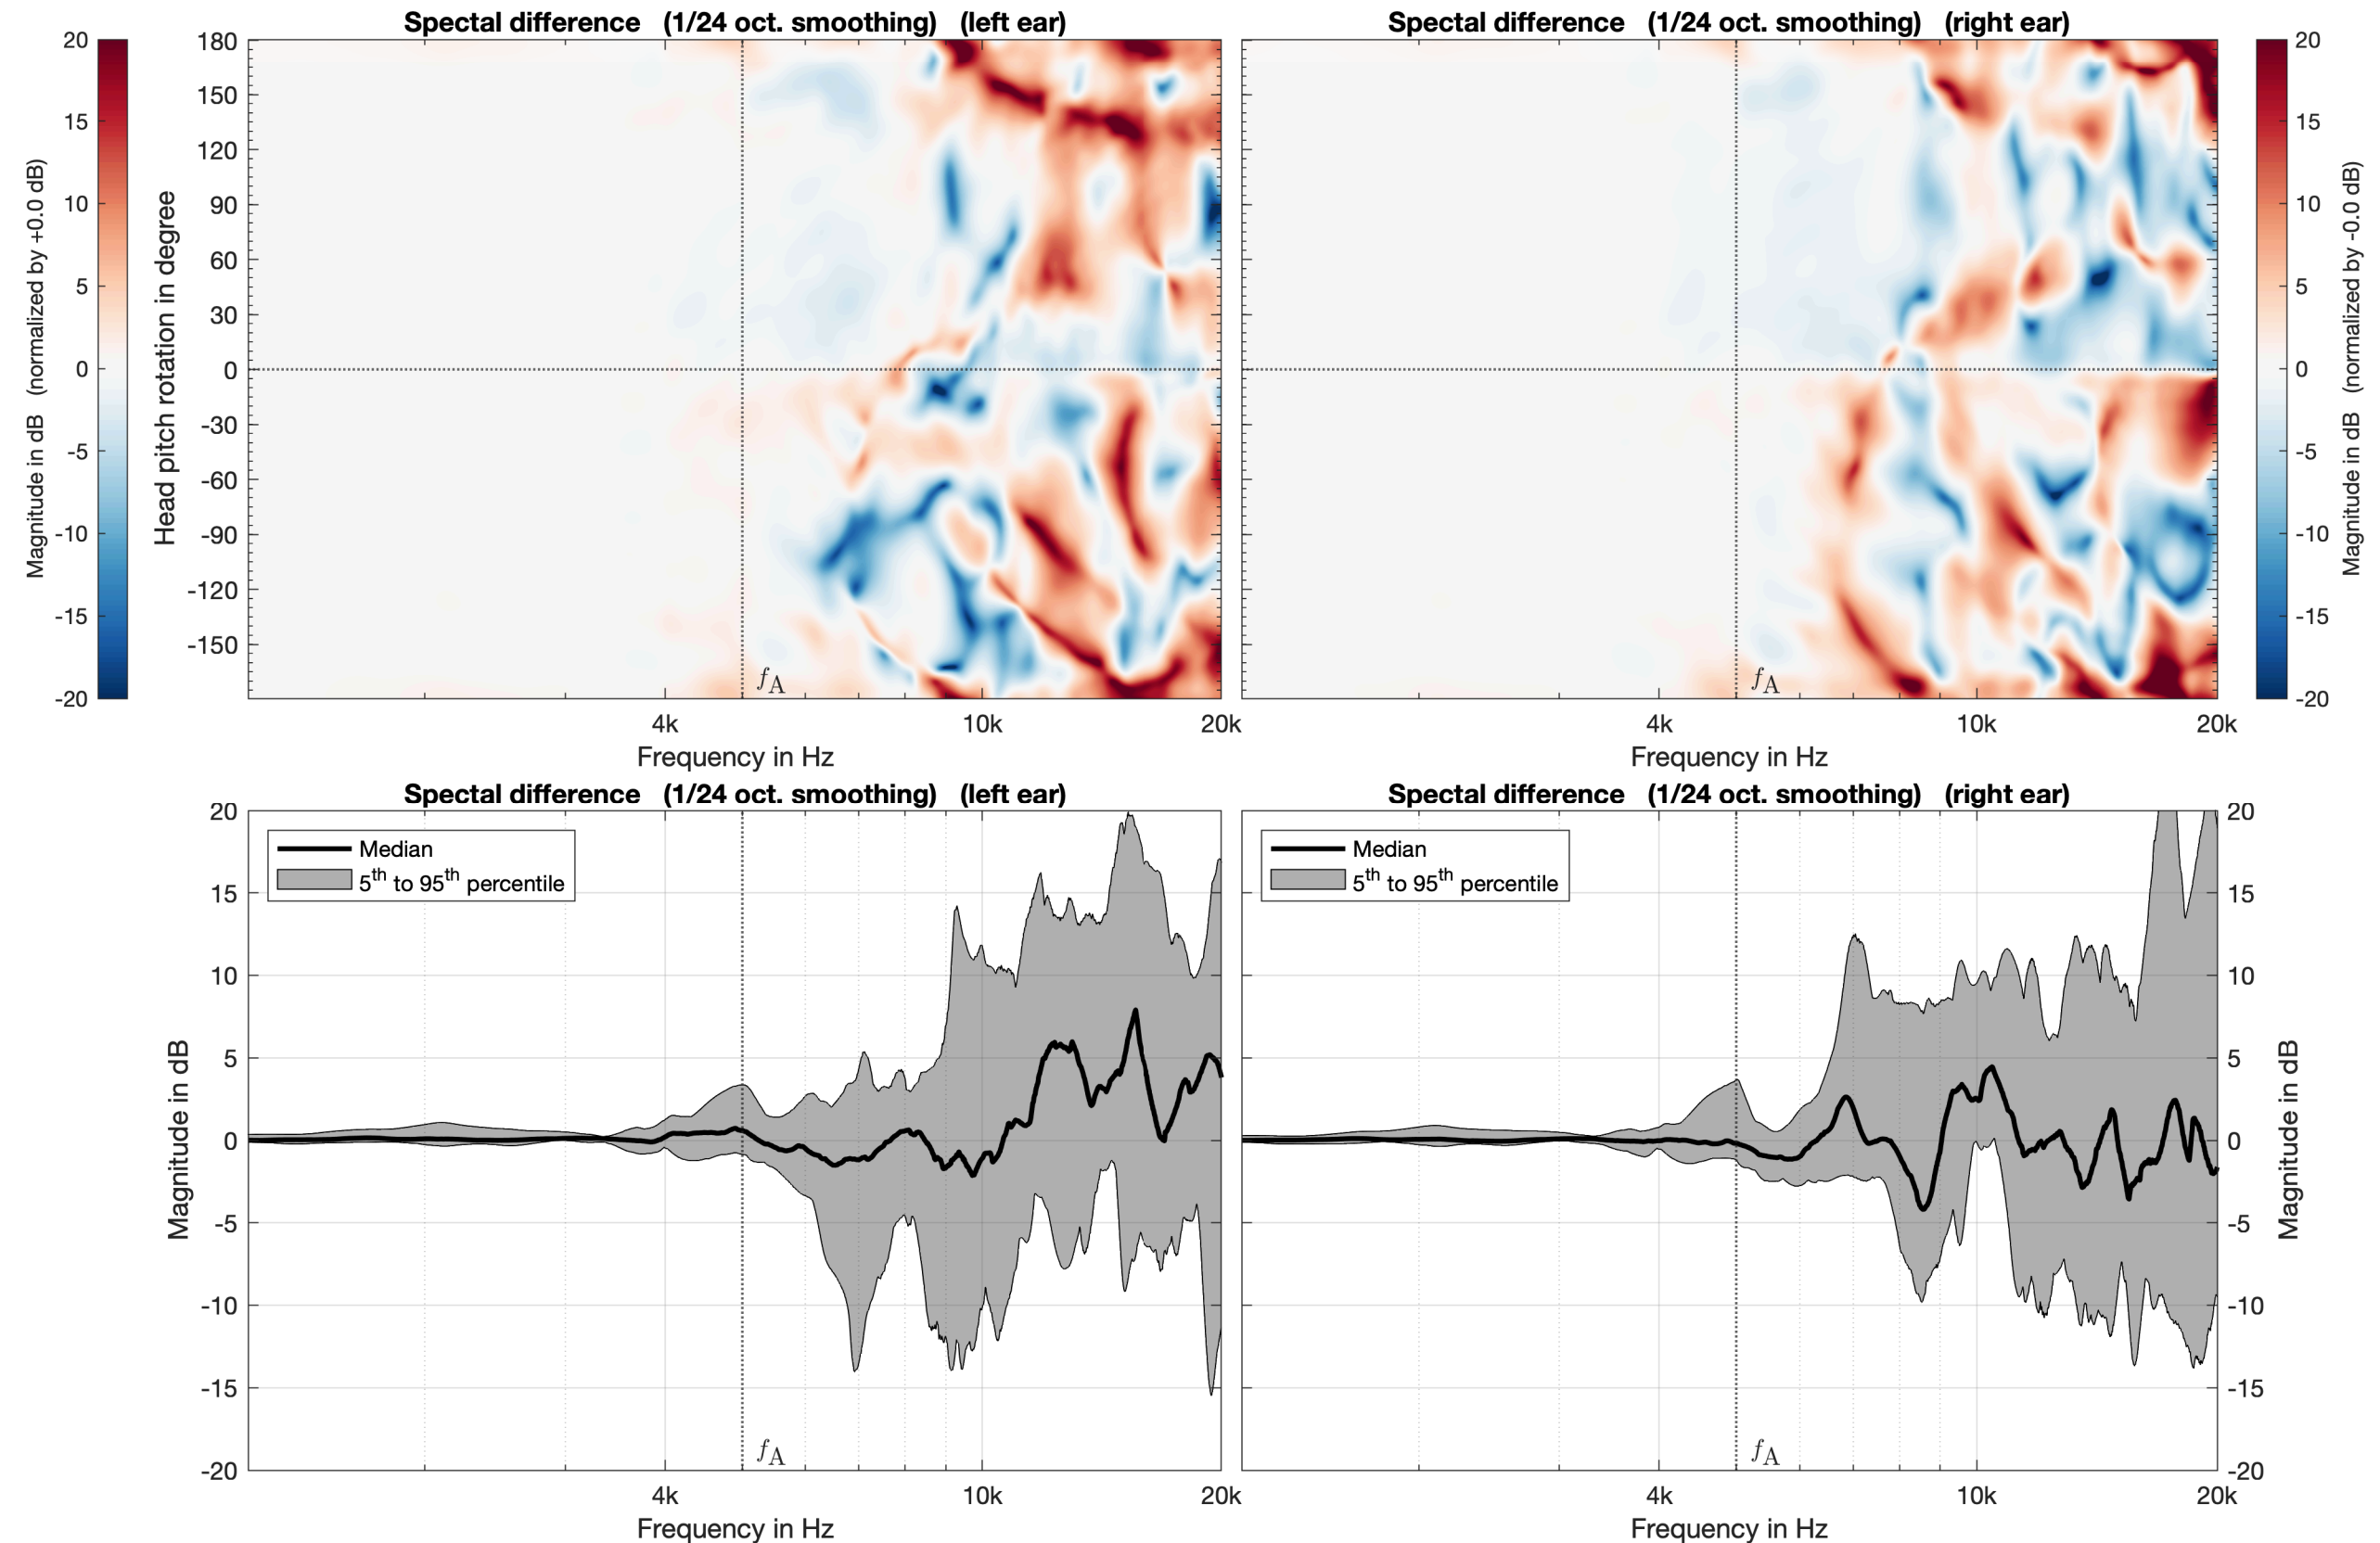 Spectal difference (1/24 oct. smoothing) (left ear)
20
15
10
5
0
-5
-10
-15
-20
Magnitude in dB (normalized by +0.0 dB)
180
150
120
90
60
30
0
-30
-60
-90
-120
-150
Head pitch rotation in degree
fA
4k 10k 20k
Frequency in Hz
Spectal difference (1/24 oct. smoothing) (right ear)
fA
4k 10k 20k
Frequency in Hz
20
15
10
5
0
-5
-10
-15
-20
Magnitude in dB (normalized by -0.0 dB)
Spectal difference (1/24 oct. smoothing) (left ear)
20
15
10
5
0
-5
-10
-15
-20
Magnitude in dB
Median
5th to 95th percentile
fA
4k 10k 20k
Frequency in Hz
Spectal difference (1/24 oct. smoothing) (right ear)
Median
5th to 95th percentile
fA
4k 10k 20k
Frequency in Hz
20
15
10
5
0
-5
-10
-15
-20
Magnitude in dB